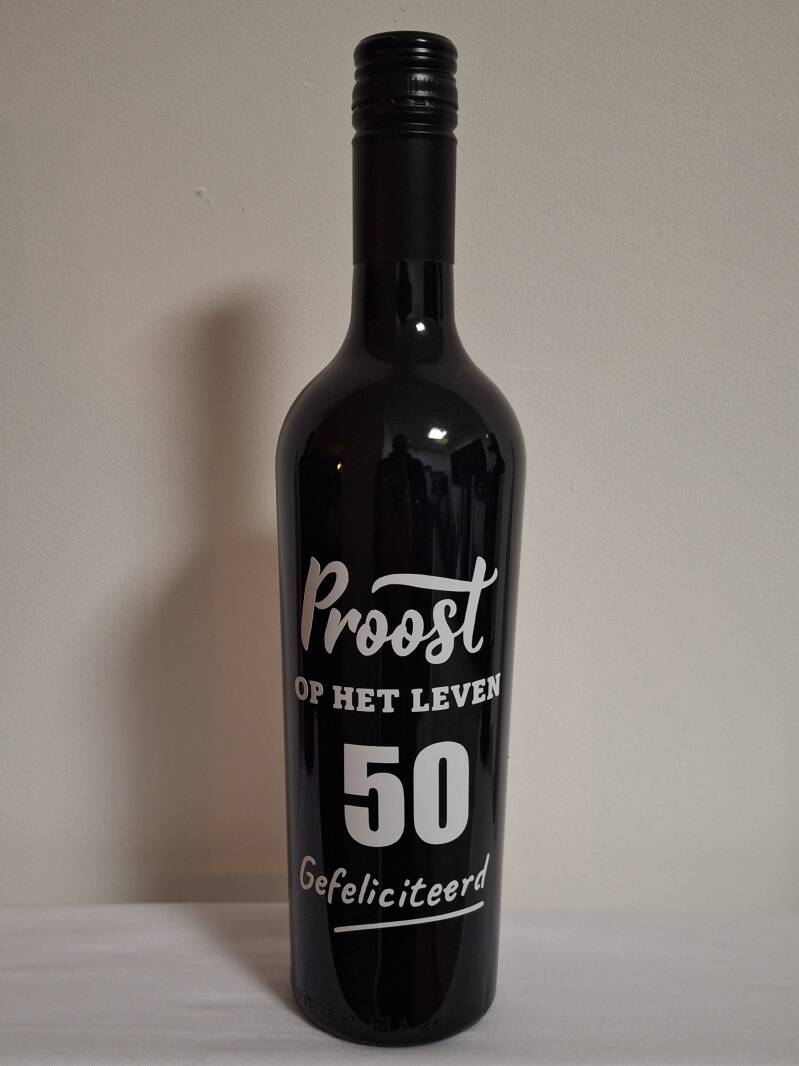 Proost
OP HET LEVEN
50
Gefeliciteerd